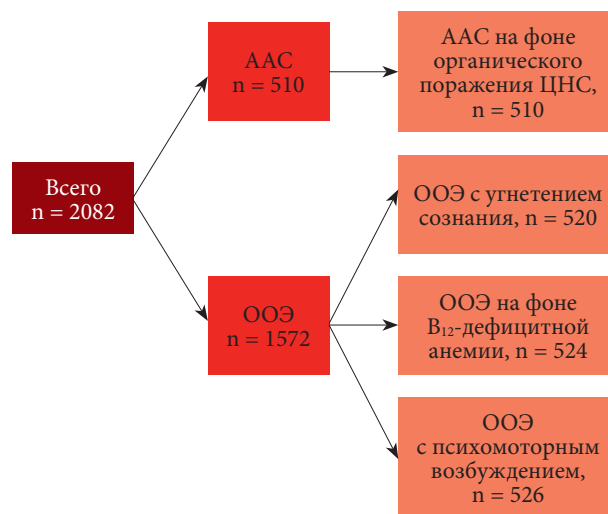 Всего
n = 2082
ААС
n = 510
ООЭ
n = 1572
ААС на фоне
органического
поражения ЦНС,
n = 510
ООЭ с угнетением
сознания, n = 520
ООЭ на фоне
B₁₂-дефицитной
анемии, n = 524
ООЭ
с психомоторным
возбуждением,
n = 526